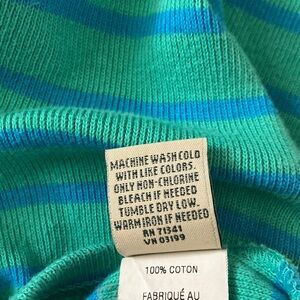 MACHINE WASH COLD
WITH LIKE COLORS.
ONLY NON-CHLORINE
BLEACH IF NEEDED
TUMBLE DRY LOW.
WARM IRON IF NEEDED
RN 71341
VN 03199
100% COTON
FABRIQUÉ AU